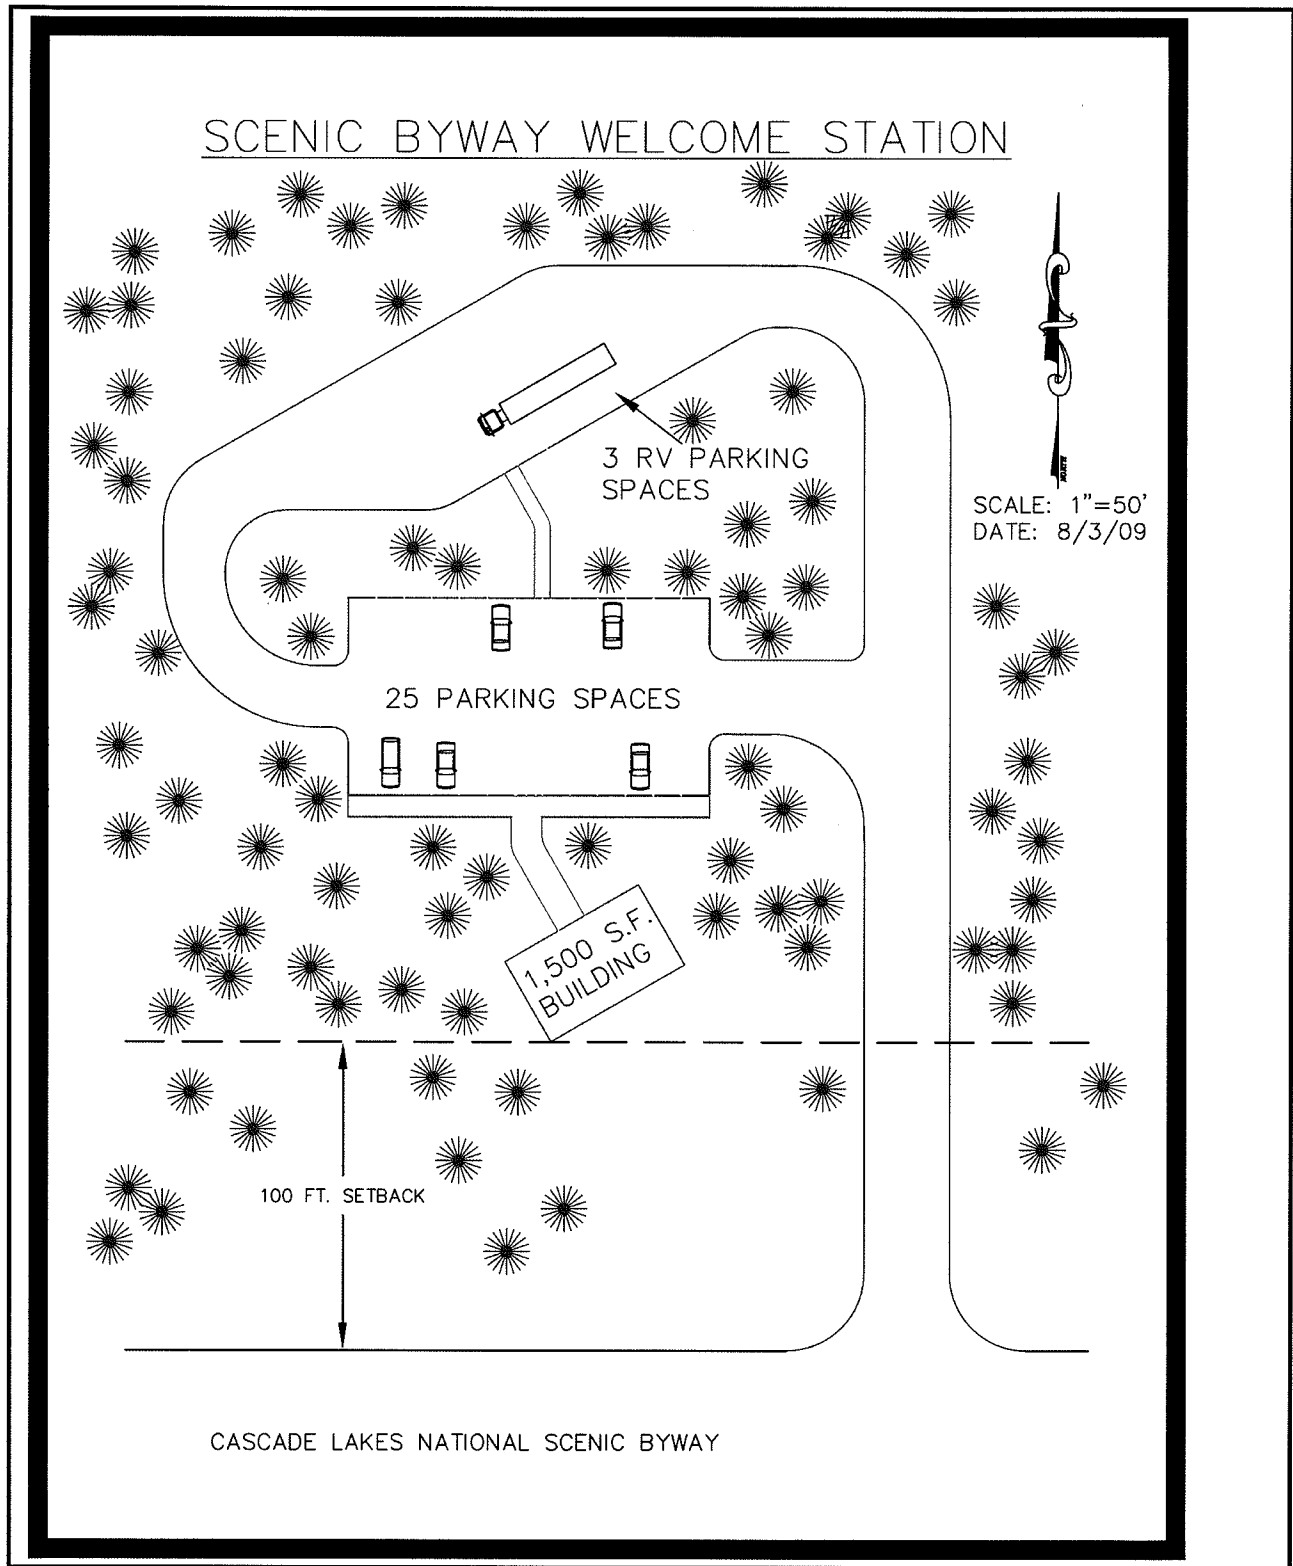 SCENIC BYWAY WELCOME STATION
NORTH
3 RV PARKING
SPACES
SCALE: 1"=50'
DATE: 8/3/09
25 PARKING SPACES
1,500 S.F.
BUILDING
100 FT. SETBACK
CASCADE LAKES NATIONAL SCENIC BYWAY